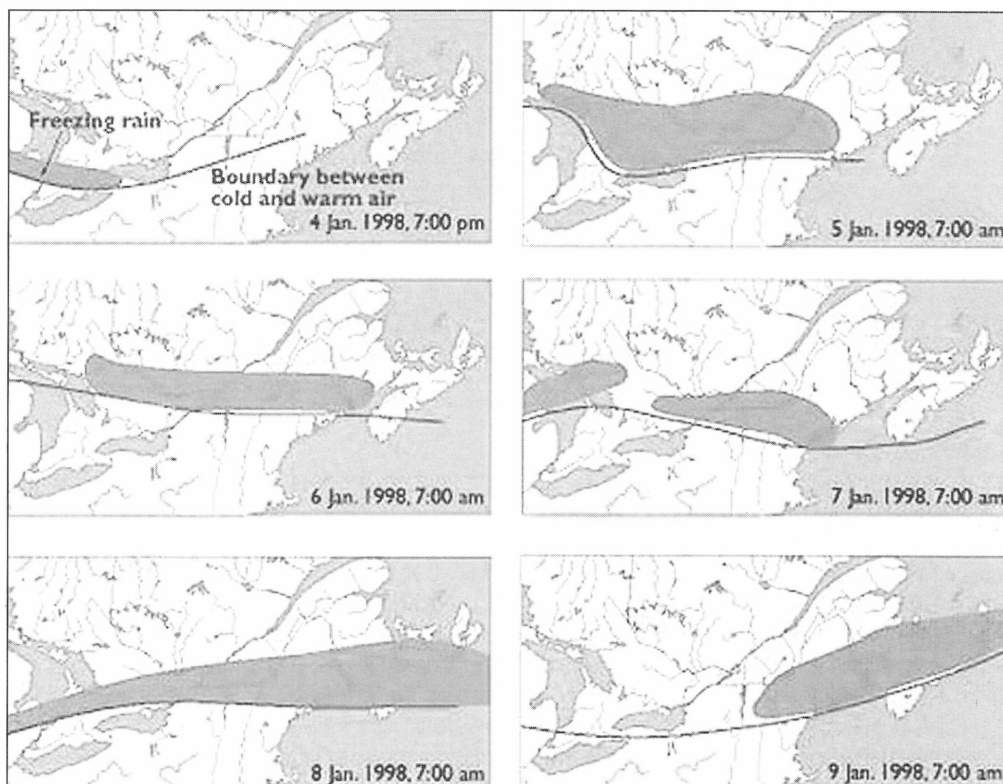 Freezing rain
Boundary between
cold and warm air
4 Jan. 1998, 7:00 pm
5 Jan. 1998, 7:00 am
6 Jan. 1998, 7:00 am
7 Jan. 1998, 7:00 am
8 Jan. 1998, 7:00 am
9 Jan. 1998, 7:00 am